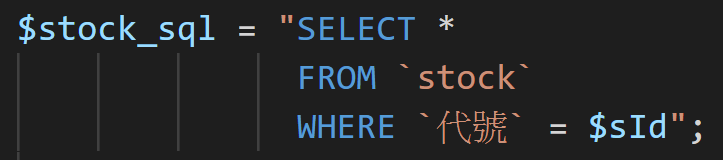 $stock_sql = "SELECT *
FROM `stock`
WHERE `代號` = $sId";